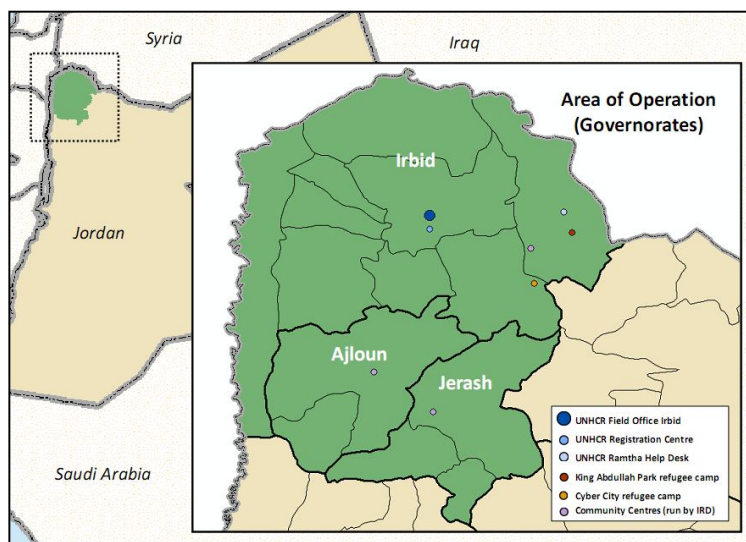 Syria
Iraq
Jordan
Saudi Arabia
Area of Operation
(Governorates)
Irbid
Ajloun
Jerash
UNHCR Field Office Irbid
UNHCR Registration Centre
UNHCR Ramtha Help Desk
King Abdullah Park refugee camp
Cyber City refugee camp
Community Centres (run by IRD)